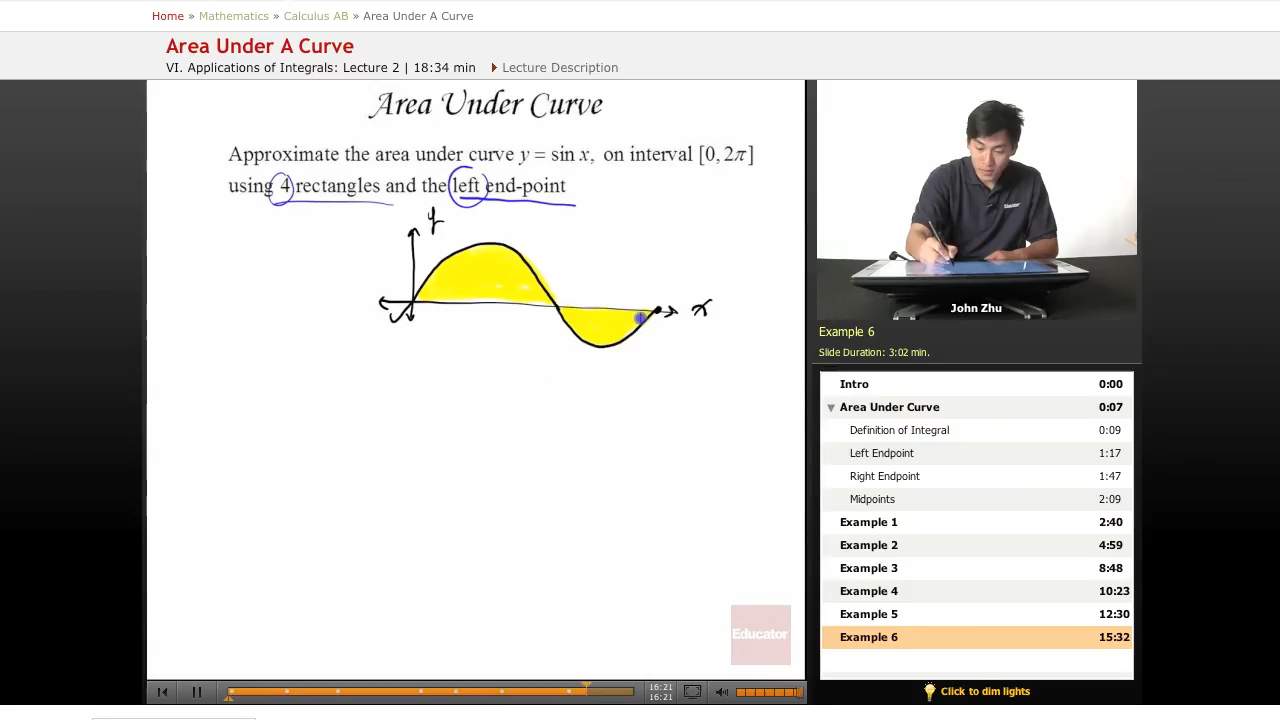 Home » Mathematics » Calculus AB » Area Under A Curve
Area Under A Curve
VI. Applications of Integrals: Lecture 2 | 18:34 min Lecture Description
Area Under Curve
Approximate the area under curve y = sin x, on interval [0, 2π]
using 4 rectangles and the left end-point
y
x
Educator
John Zhu
Example 6
Slide Duration: 3:02 min.
Intro 0:00
Area Under Curve 0:07
Definition of Integral 0:09
Left Endpoint 1:17
Right Endpoint 1:47
Midpoints 2:09
Example 1 2:40
Example 2 4:59
Example 3 8:48
Example 4 10:23
Example 5 12:30
Example 6 15:32
16:21
16:21
Click to dim lights